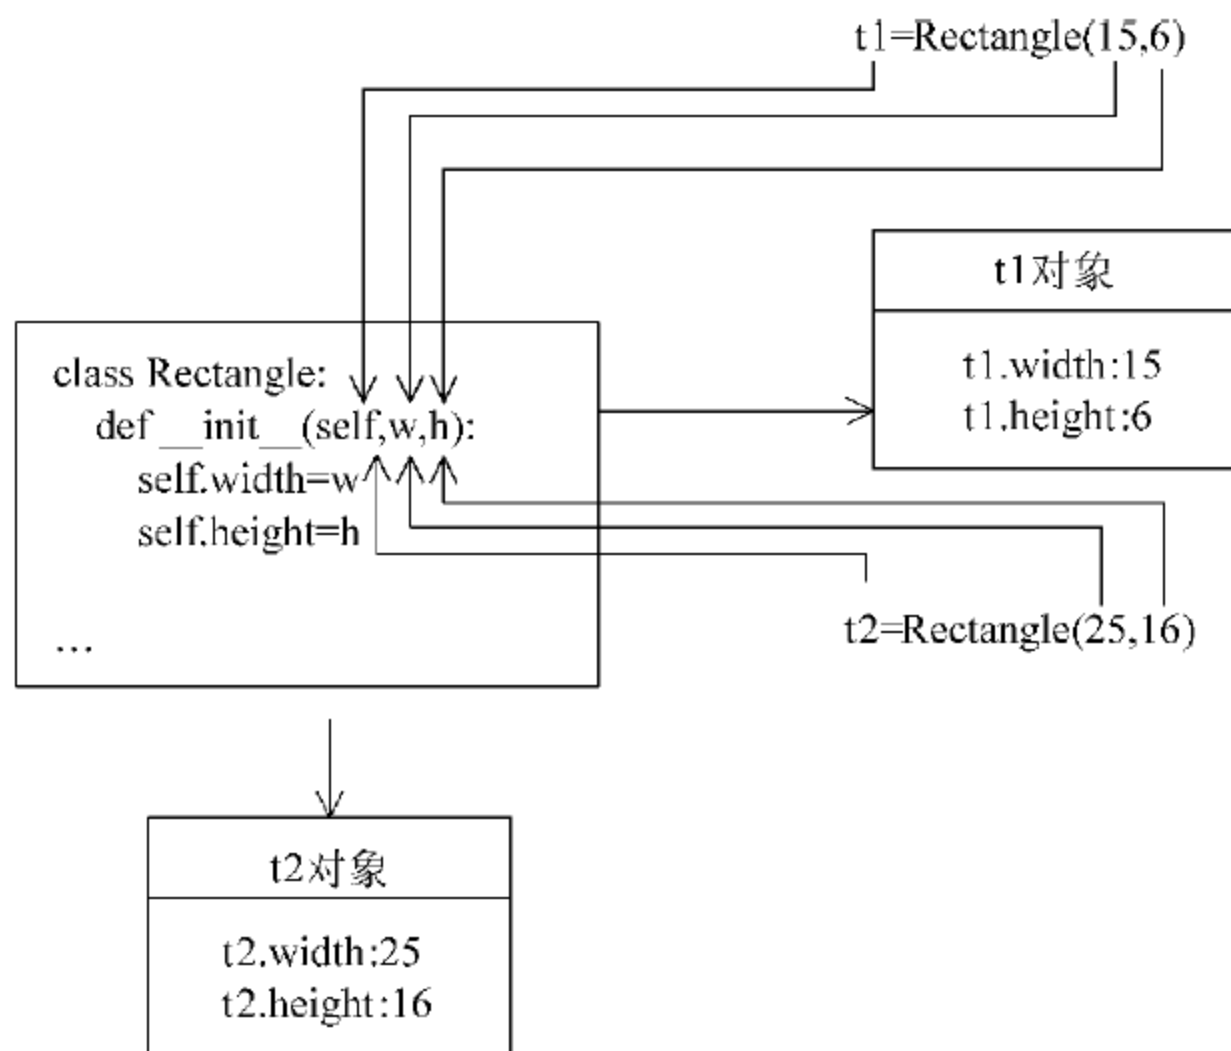 t1=Rectangle(15,6)
t1对象
t1.width:15
t1.height:6
class Rectangle:
def __init__(self,w,h):
self.width=w
self.height=h
...
t2=Rectangle(25,16)
t2对象
t2.width:25
t2.height:16